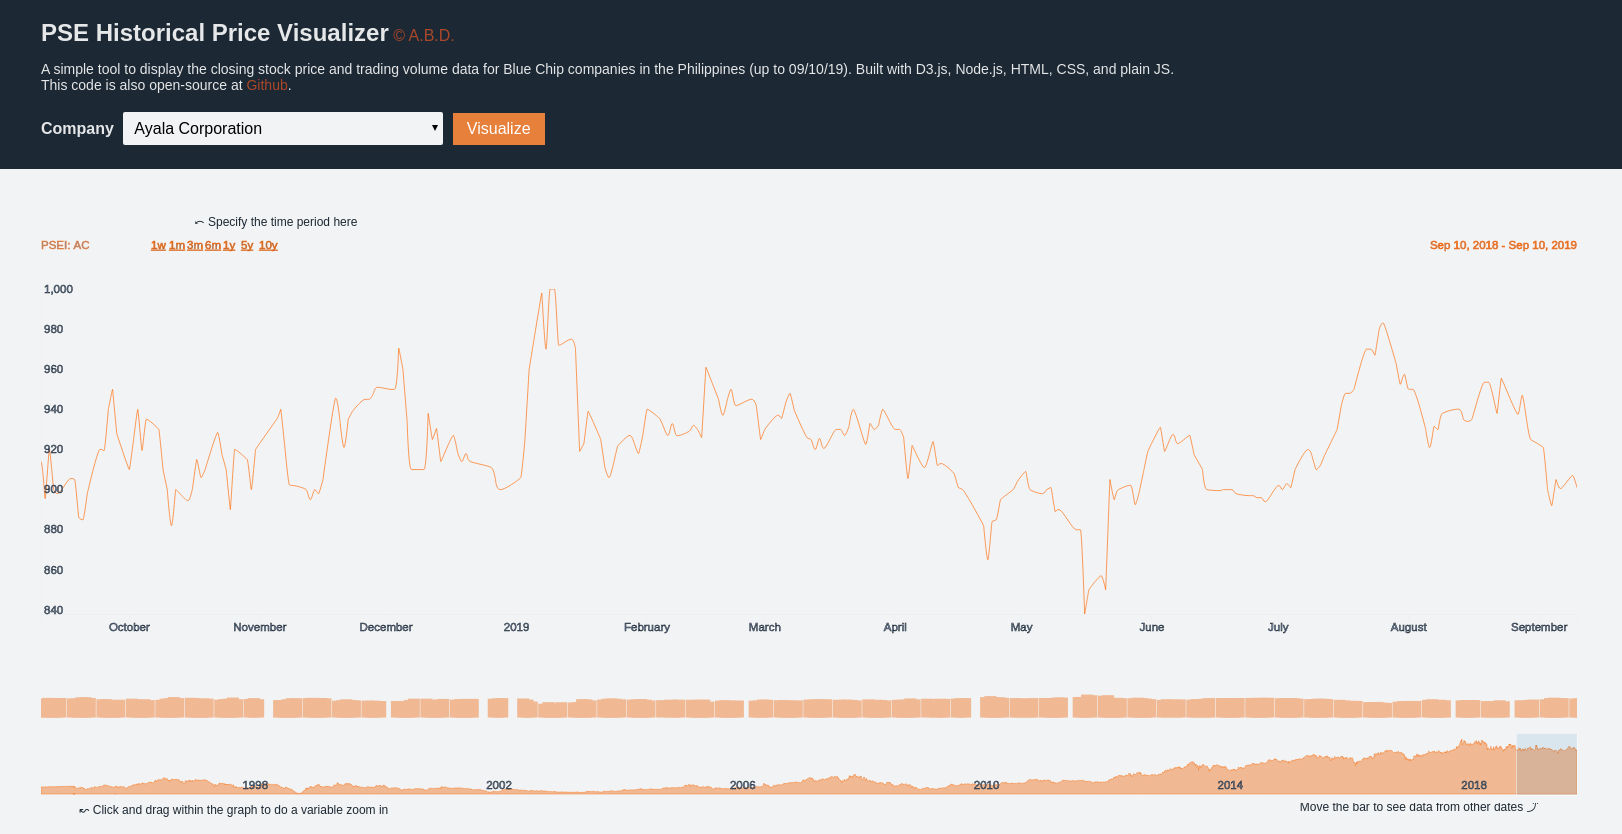 PSE Historical Price Visualizer © A.B.D.
A simple tool to display the closing stock price and trading volume data for Blue Chip companies in the Philippines (up to 09/10/19). Built with D3.js, Node.js, HTML, CSS, and plain JS.
This code is also open-source at Github.
Company Ayala Corporation Visualize
Specify the time period here
PSEI: AC 1w 1m 3m 6m 1y 5y 10y Sep 10, 2018 - Sep 10, 2019
1,000
980
960
940
920
900
880
860
840
October November December 2019 February March April May June July August September
1998 2002 2006 2010 2014 2018
Click and drag within the graph to do a variable zoom in
Move the bar to see data from other dates